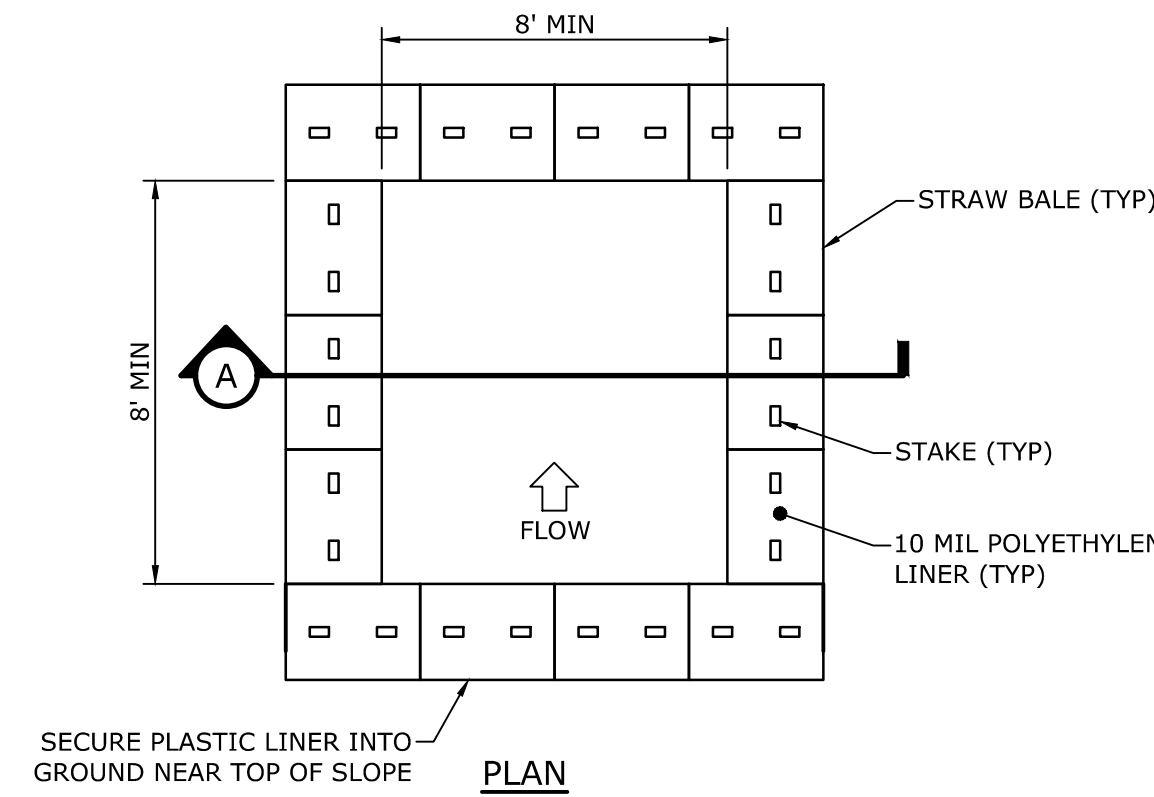 8' MIN
STRAW BALE (TYP)
8' MIN
A
STAKE (TYP)
FLOW
10 MIL POLYETHYLEN
LINER (TYP)
SECURE PLASTIC LINER INTO
GROUND NEAR TOP OF SLOPE
PLAN